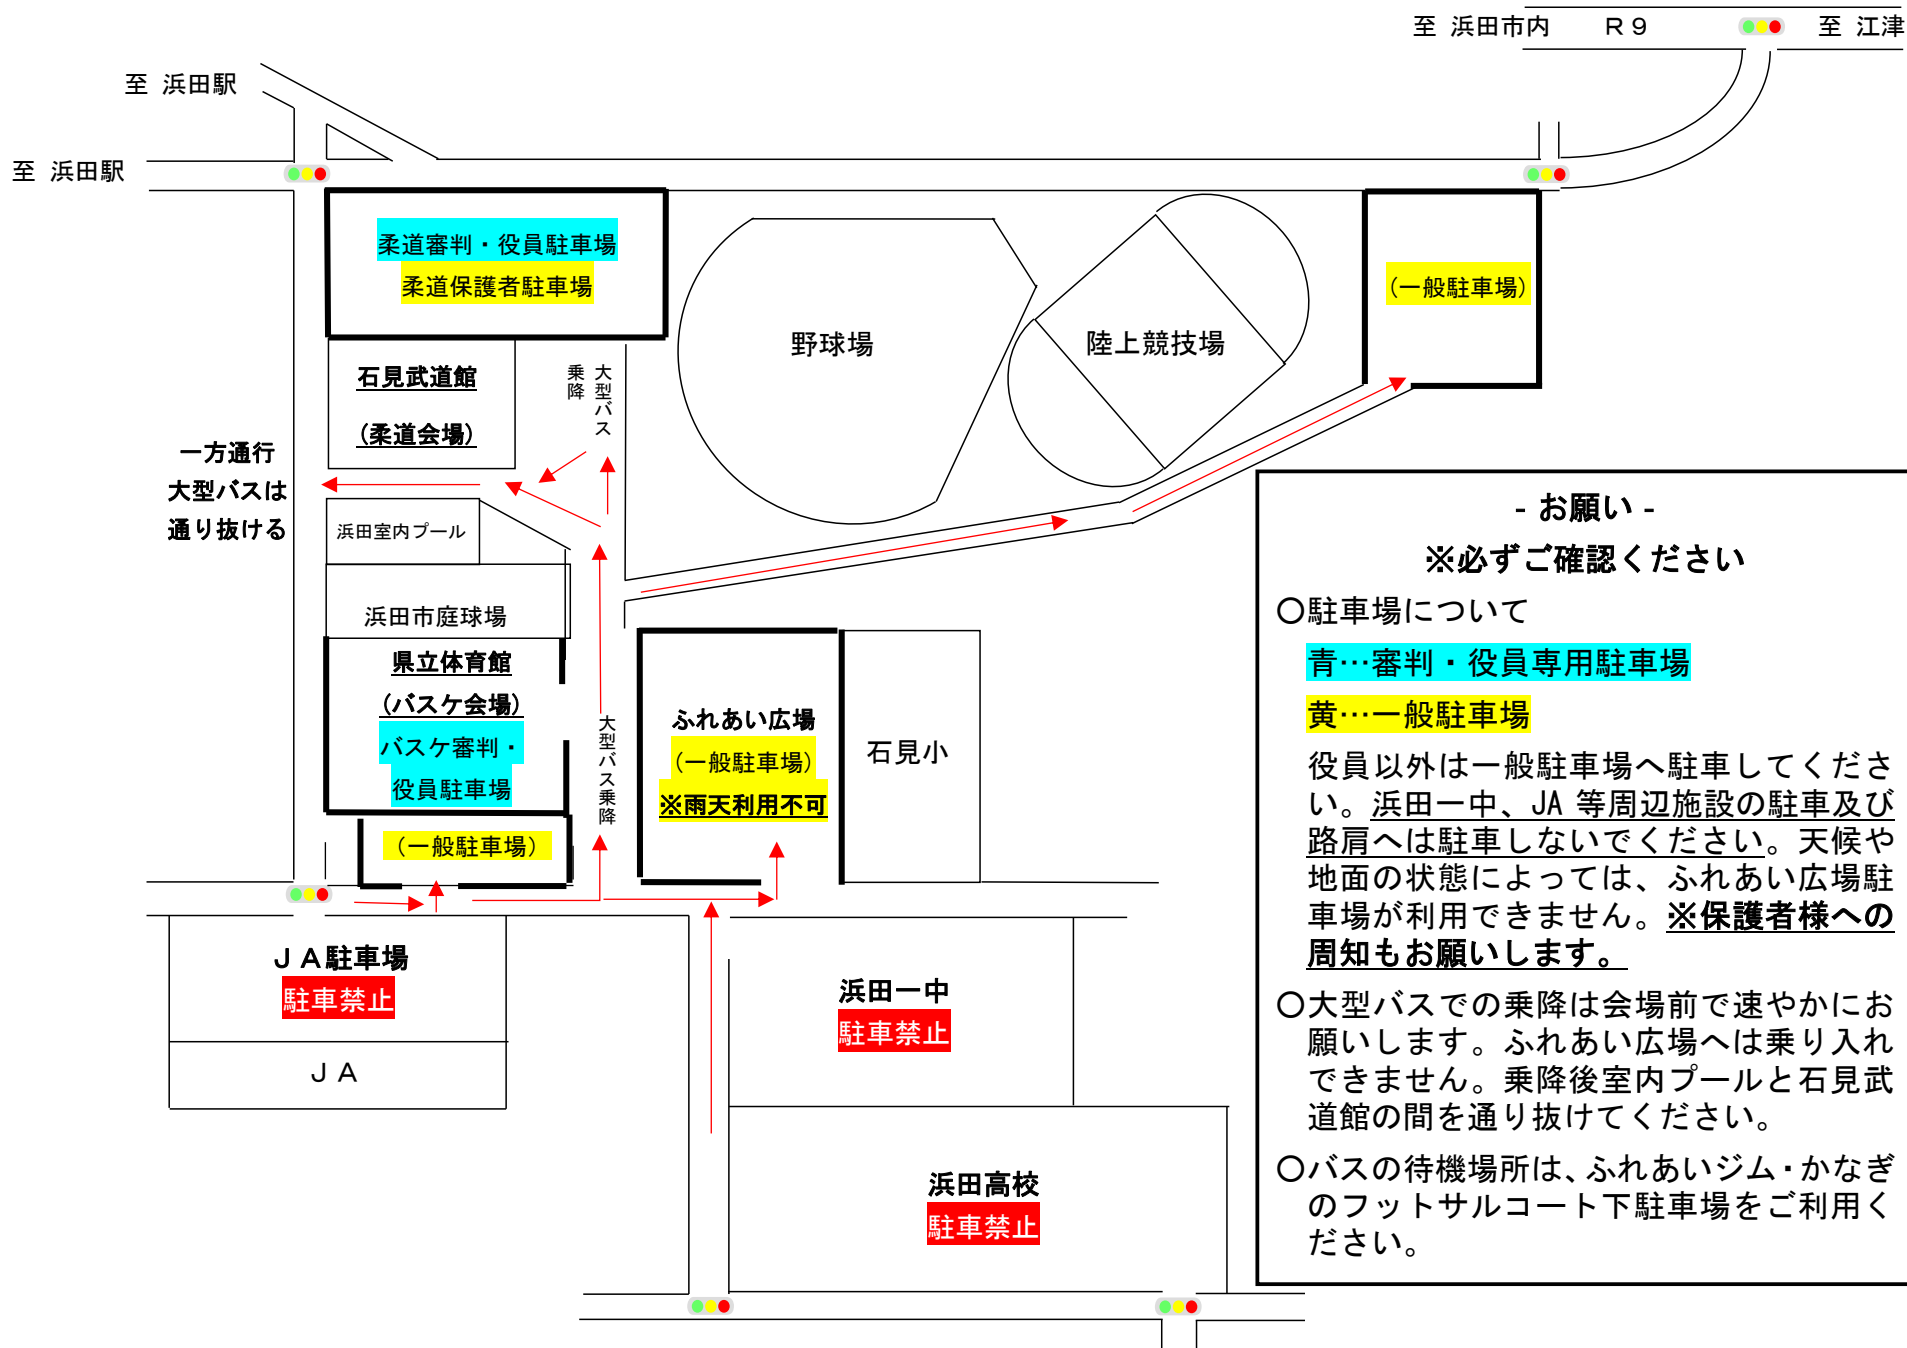 至 浜田市内 R９ 至 江津
至 浜田駅
至 浜田駅
柔道審判・役員駐車場
柔道保護者駐車場
(一般駐車場)
野球場
陸上競技場
石見武道館
(柔道会場)
大型バス
乗降
一方通行
大型バスは
通り抜ける
浜田室内プール
浜田市庭球場
県立体育館
(バスケ会場)
バスケ審判・
役員駐車場
大型バス乗降
(一般駐車場)
ふれあい広場
(一般駐車場)
※雨天利用不可
石見小
ＪＡ駐車場
駐車禁止
ＪＡ
浜田一中
駐車禁止
浜田高校
駐車禁止
- お願い -
※必ずご確認ください
○駐車場について
青…審判・役員専用駐車場
黄…一般駐車場
役員以外は一般駐車場へ駐車してくださ
い。浜田一中、JA 等周辺施設の駐車及び
路肩へは駐車しないでください。天候や
地面の状態によっては、ふれあい広場駐
車場が利用できません。※保護者様への
周知もお願いします。
○大型バスでの乗降は会場前で速やかにお
願いします。ふれあい広場へは乗り入れ
できません。乗降後室内プールと石見武
道館の間を通り抜けてください。
○バスの待機場所は、ふれあいジム・かなぎ
のフットサルコート下駐車場をご利用く
ださい。